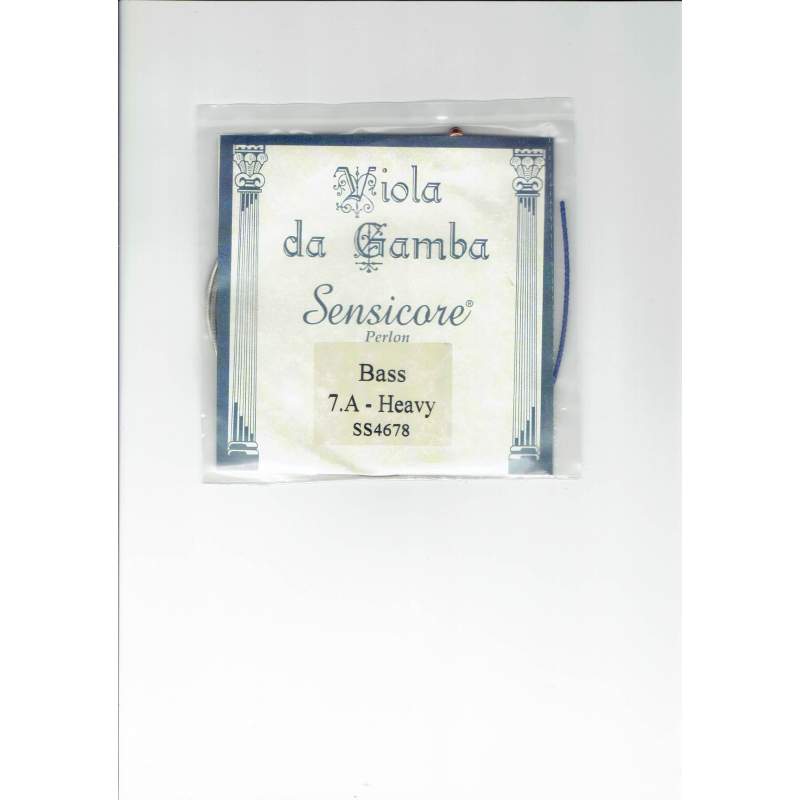 Viola
da Gamba
Sensicore®
Perlon
Bass
7.A - Heavy
SS4678